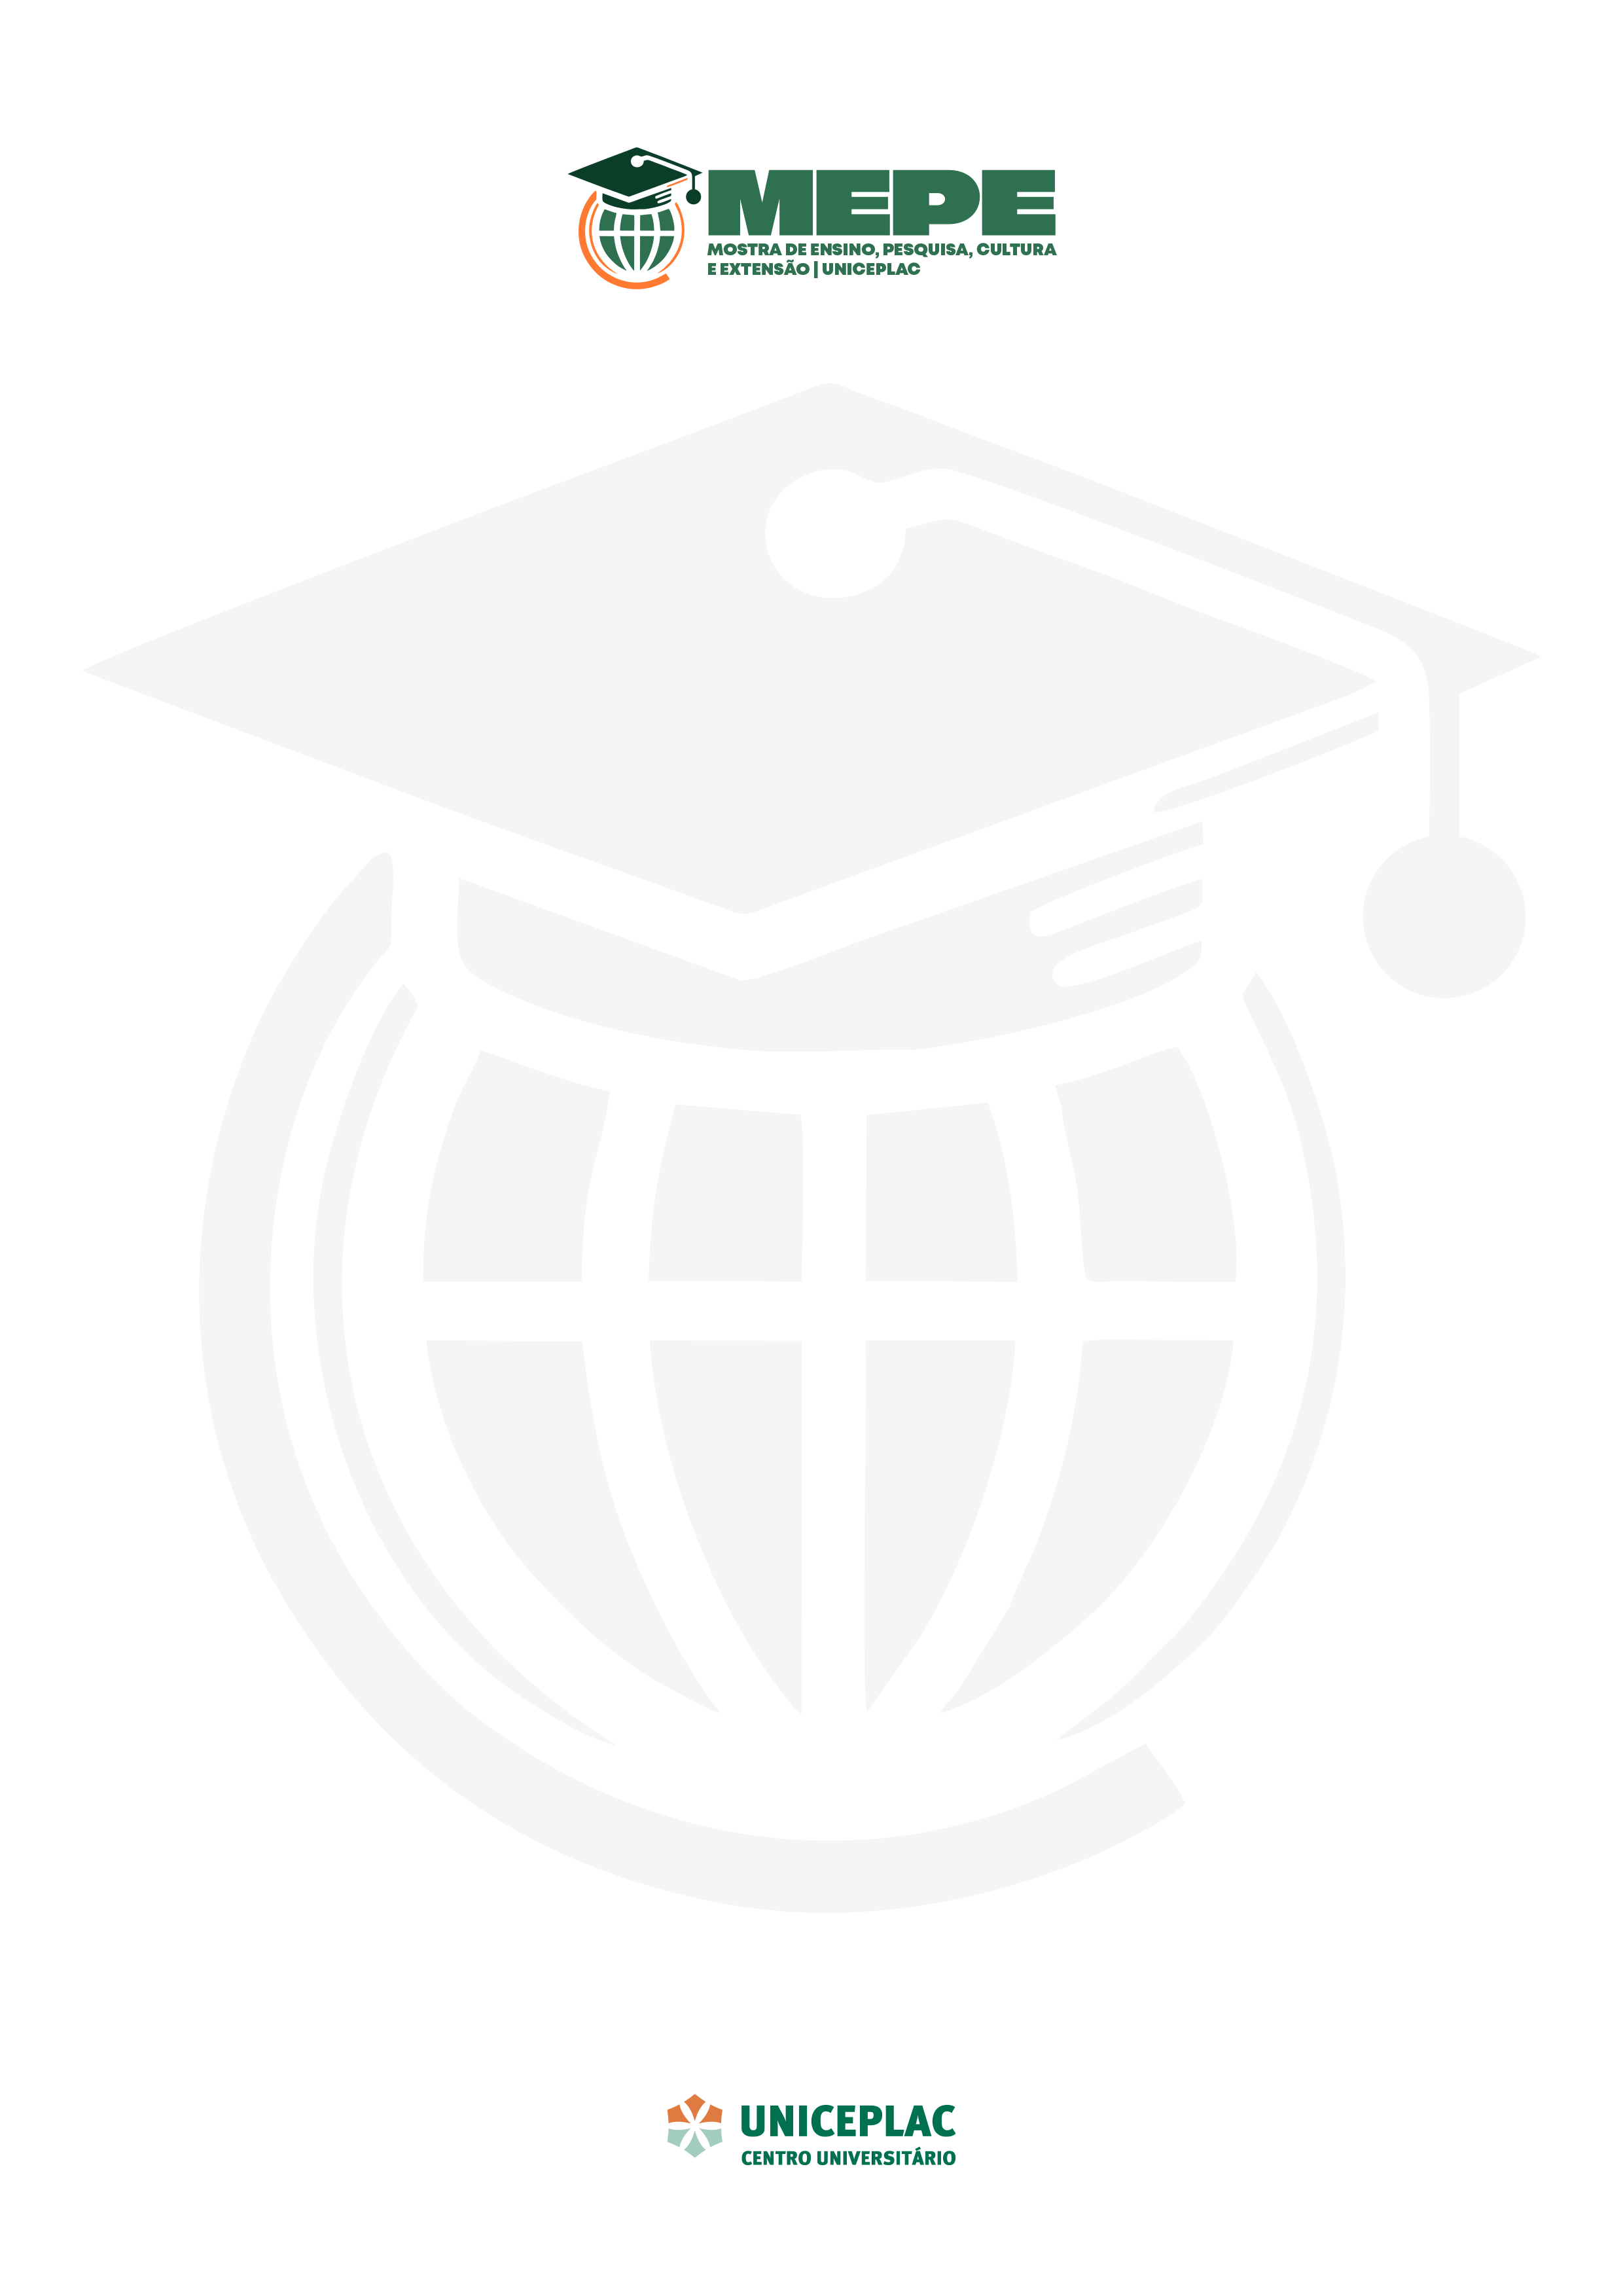 MEPE
MOSTRA DE ENSINO, PESQUISA, CULTURA
E EXTENSÃO | UNICEPLAC
UNICEPLAC
CENTRO UNIVERSITÁRIO